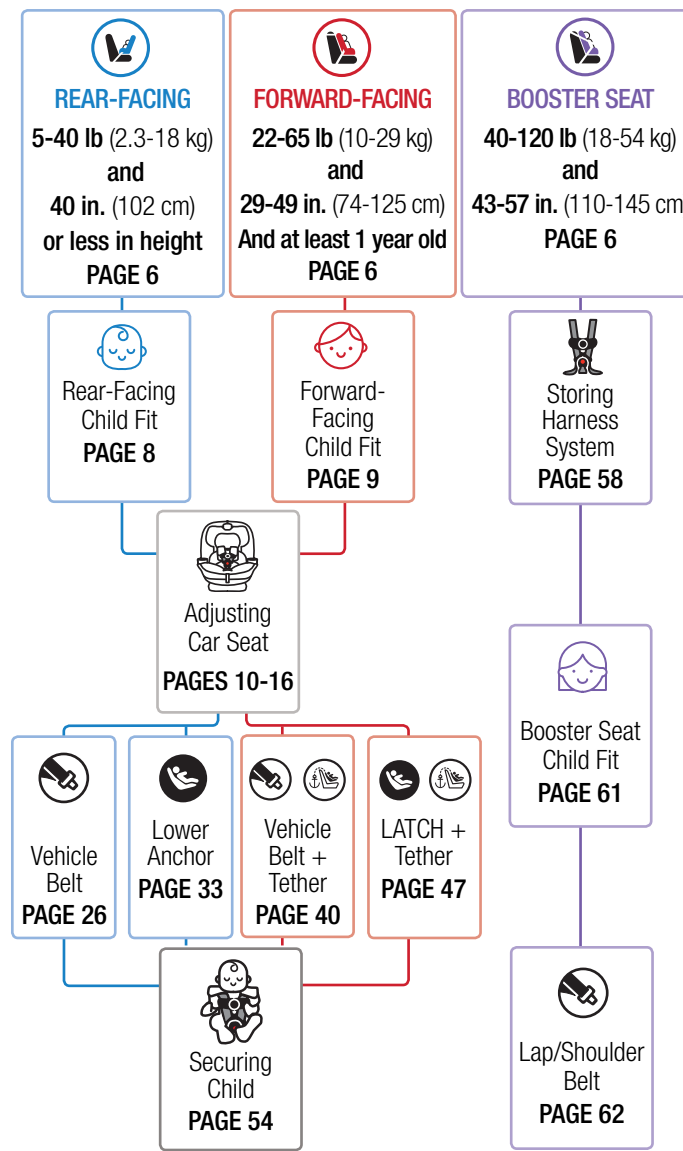 REAR-FACING
5-40 lb (2.3-18 kg)
and
40 in. (102 cm)
or less in height
PAGE 6
FORWARD-FACING
22-65 lb (10-29 kg)
and
29-49 in. (74-125 cm)
And at least 1 year old
PAGE 6
BOOSTER SEAT
40-120 lb (18-54 kg)
and
43-57 in. (110-145 cm
PAGE 6
Rear-Facing
Child Fit
PAGE 8
Forward-
Facing
Child Fit
PAGE 9
Storing
Harness
System
PAGE 58
Adjusting
Car Seat
PAGES 10-16
Booster Seat
Child Fit
PAGE 61
Vehicle
Belt
PAGE 26
Lower
Anchor
PAGE 33
Vehicle
Belt +
Tether
PAGE 40
LATCH +
Tether
PAGE 47
Securing
Child
PAGE 54
Lap/Shoulder
Belt
PAGE 62